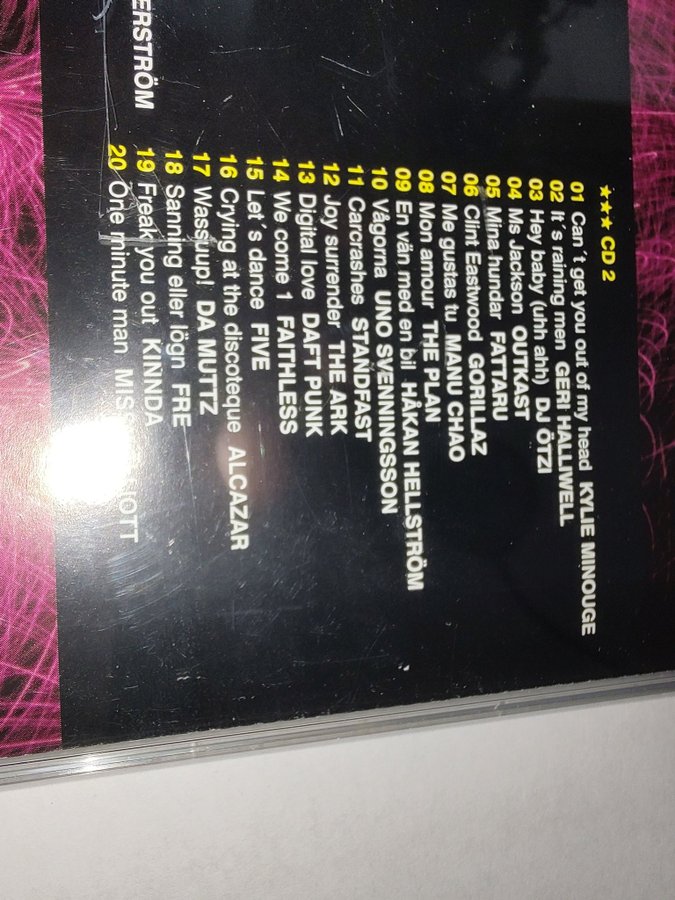 ★★★ CD 2
01 Can´t get you out of my head KYLIE MINOUGE
02 It´s raining men GERI HALLIWELL
03 Hey baby (uhh ahh) DJ ÖTZI
04 Ms Jackson OUTKAST
05 Mina hundar FATTARU
06 Clint Eastwood GORILLAZ
07 Me gustas tu MANU CHAO
08 Mon amour THE PLAN
09 En vän med en bil HÅKAN HELLSTRÖM
10 Vågorna UNO SVENNINGSSON
11 Carcrashes STANDFAST
12 Joy surrender THE ARK
13 Digital love DAFT PUNK
14 We come 1 FAITHLESS
15 Let´s dance FIVE
16 Crying at the discoteque ALCAZAR
17 Wassuup! DA MUTTZ
18 Sanning eller lögn FRE
19 Freak you out KINNDA
20 One minute man
ERSTRÖM